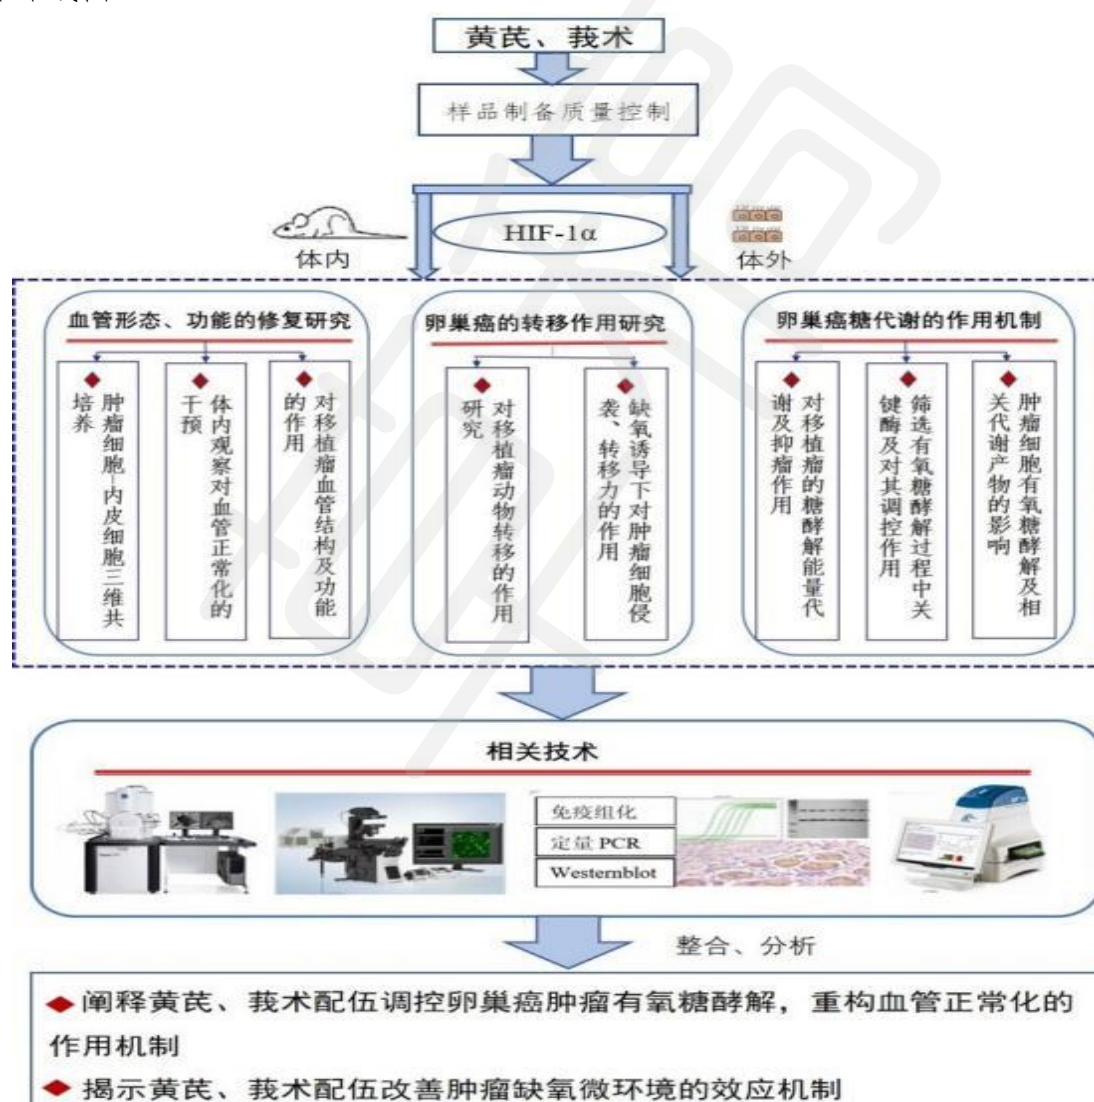 黄芪、莪术
样品制备质量控制
HIF-1α
体内
体外
血管形态、功能的修复研究
肿瘤细胞-内皮细胞三维共
培养
体内观察对血管正常化的
干预
对移植瘤血管结构及功能
的作用
卵巢癌的转移作用研究
对移植瘤动物转移的作用
研究
缺氧诱导下对肿瘤细胞侵
袭、转移力的作用
卵巢癌糖代谢的作用机制
对移植瘤的糖酵解能量代
谢及抑瘤作用
筛选有氧糖酵解过程中关
键酶及对其调控作用
肿瘤细胞有氧糖酵解及相
关代谢产物的影响
相关技术
免疫组化
定量 PCR
Westernblot
整合、分析
阐释黄芪、莪术配伍调控卵巢癌肿瘤有氧糖酵解，重构血管正常化的
作用机制
揭示黄芪、莪术配伍改善肿瘤缺氧微环境的效应机制